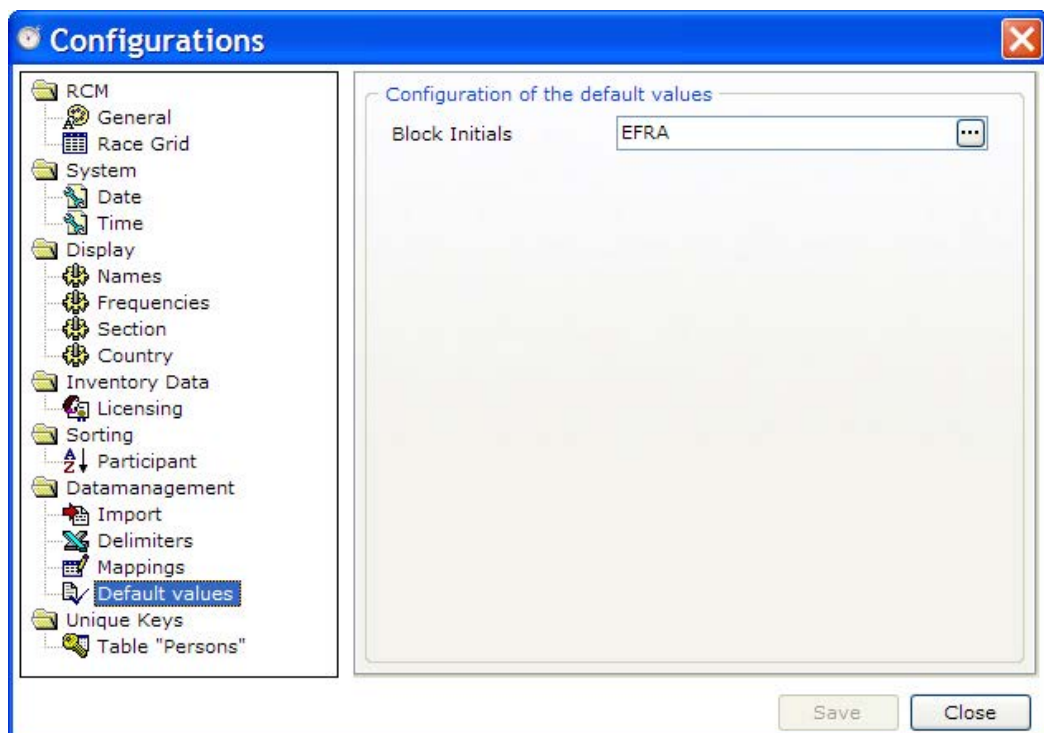 Configurations
RCM
General
Race Grid
System
Date
Time
Display
Names
Frequencies
Section
Country
Inventory Data
Licensing
Sorting
Participant
Datamanagement
Import
Delimiters
Mappings
Default values
Unique Keys
Table "Persons"
Configuration of the default values
Block Initials EFRA ...
Save Close